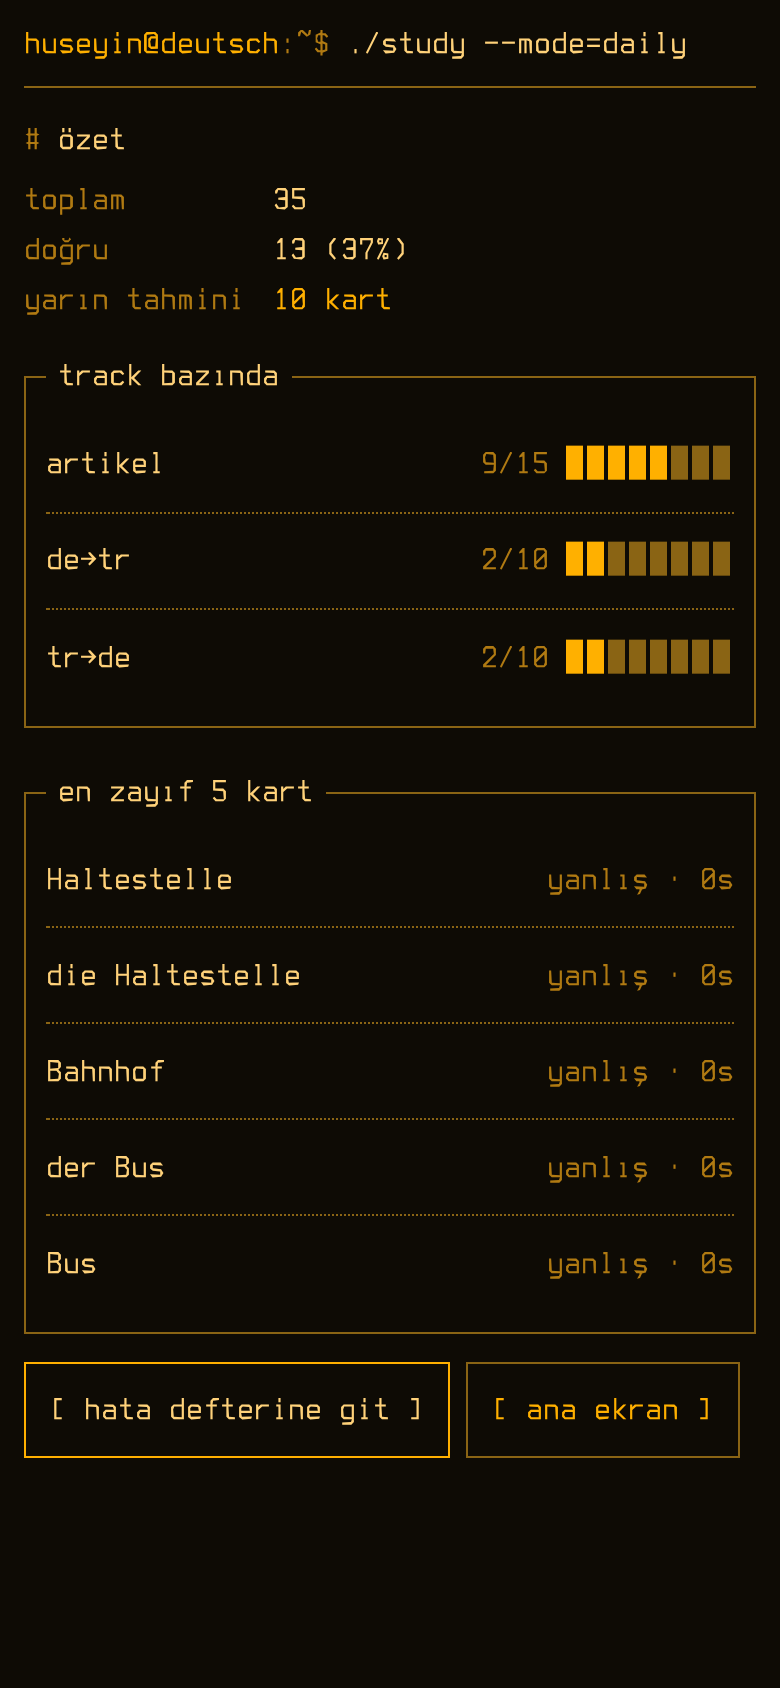 huseyin@deutsch:~$ ./study --mode=daily
# özet
toplam 35
doğru 13 (37%)
yarın tahmini 10 kart
track bazında
artikel 9/15
de→tr 2/10
tr→de 2/10
en zayıf 5 kart
Haltestelle yanlış · 0s
die Haltestelle yanlış · 0s
Bahnhof yanlış · 0s
der Bus yanlış · 0s
Bus yanlış · 0s
[ hata defterine git ] [ ana ekran ]